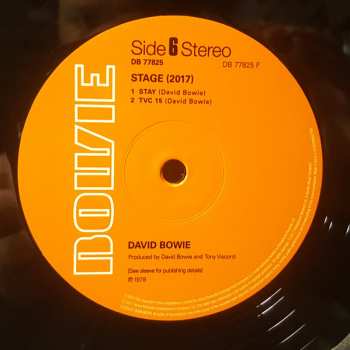 BOWIE
Side 6 Stereo
DB 77825
DB 77825 F
STAGE (2017)
1 STAY (David Bowie)
2 TVC 15 (David Bowie)
DAVID BOWIE
Produced by David Bowie and Tony Visconti
(See sleeve for publishing details)
℗ 1978